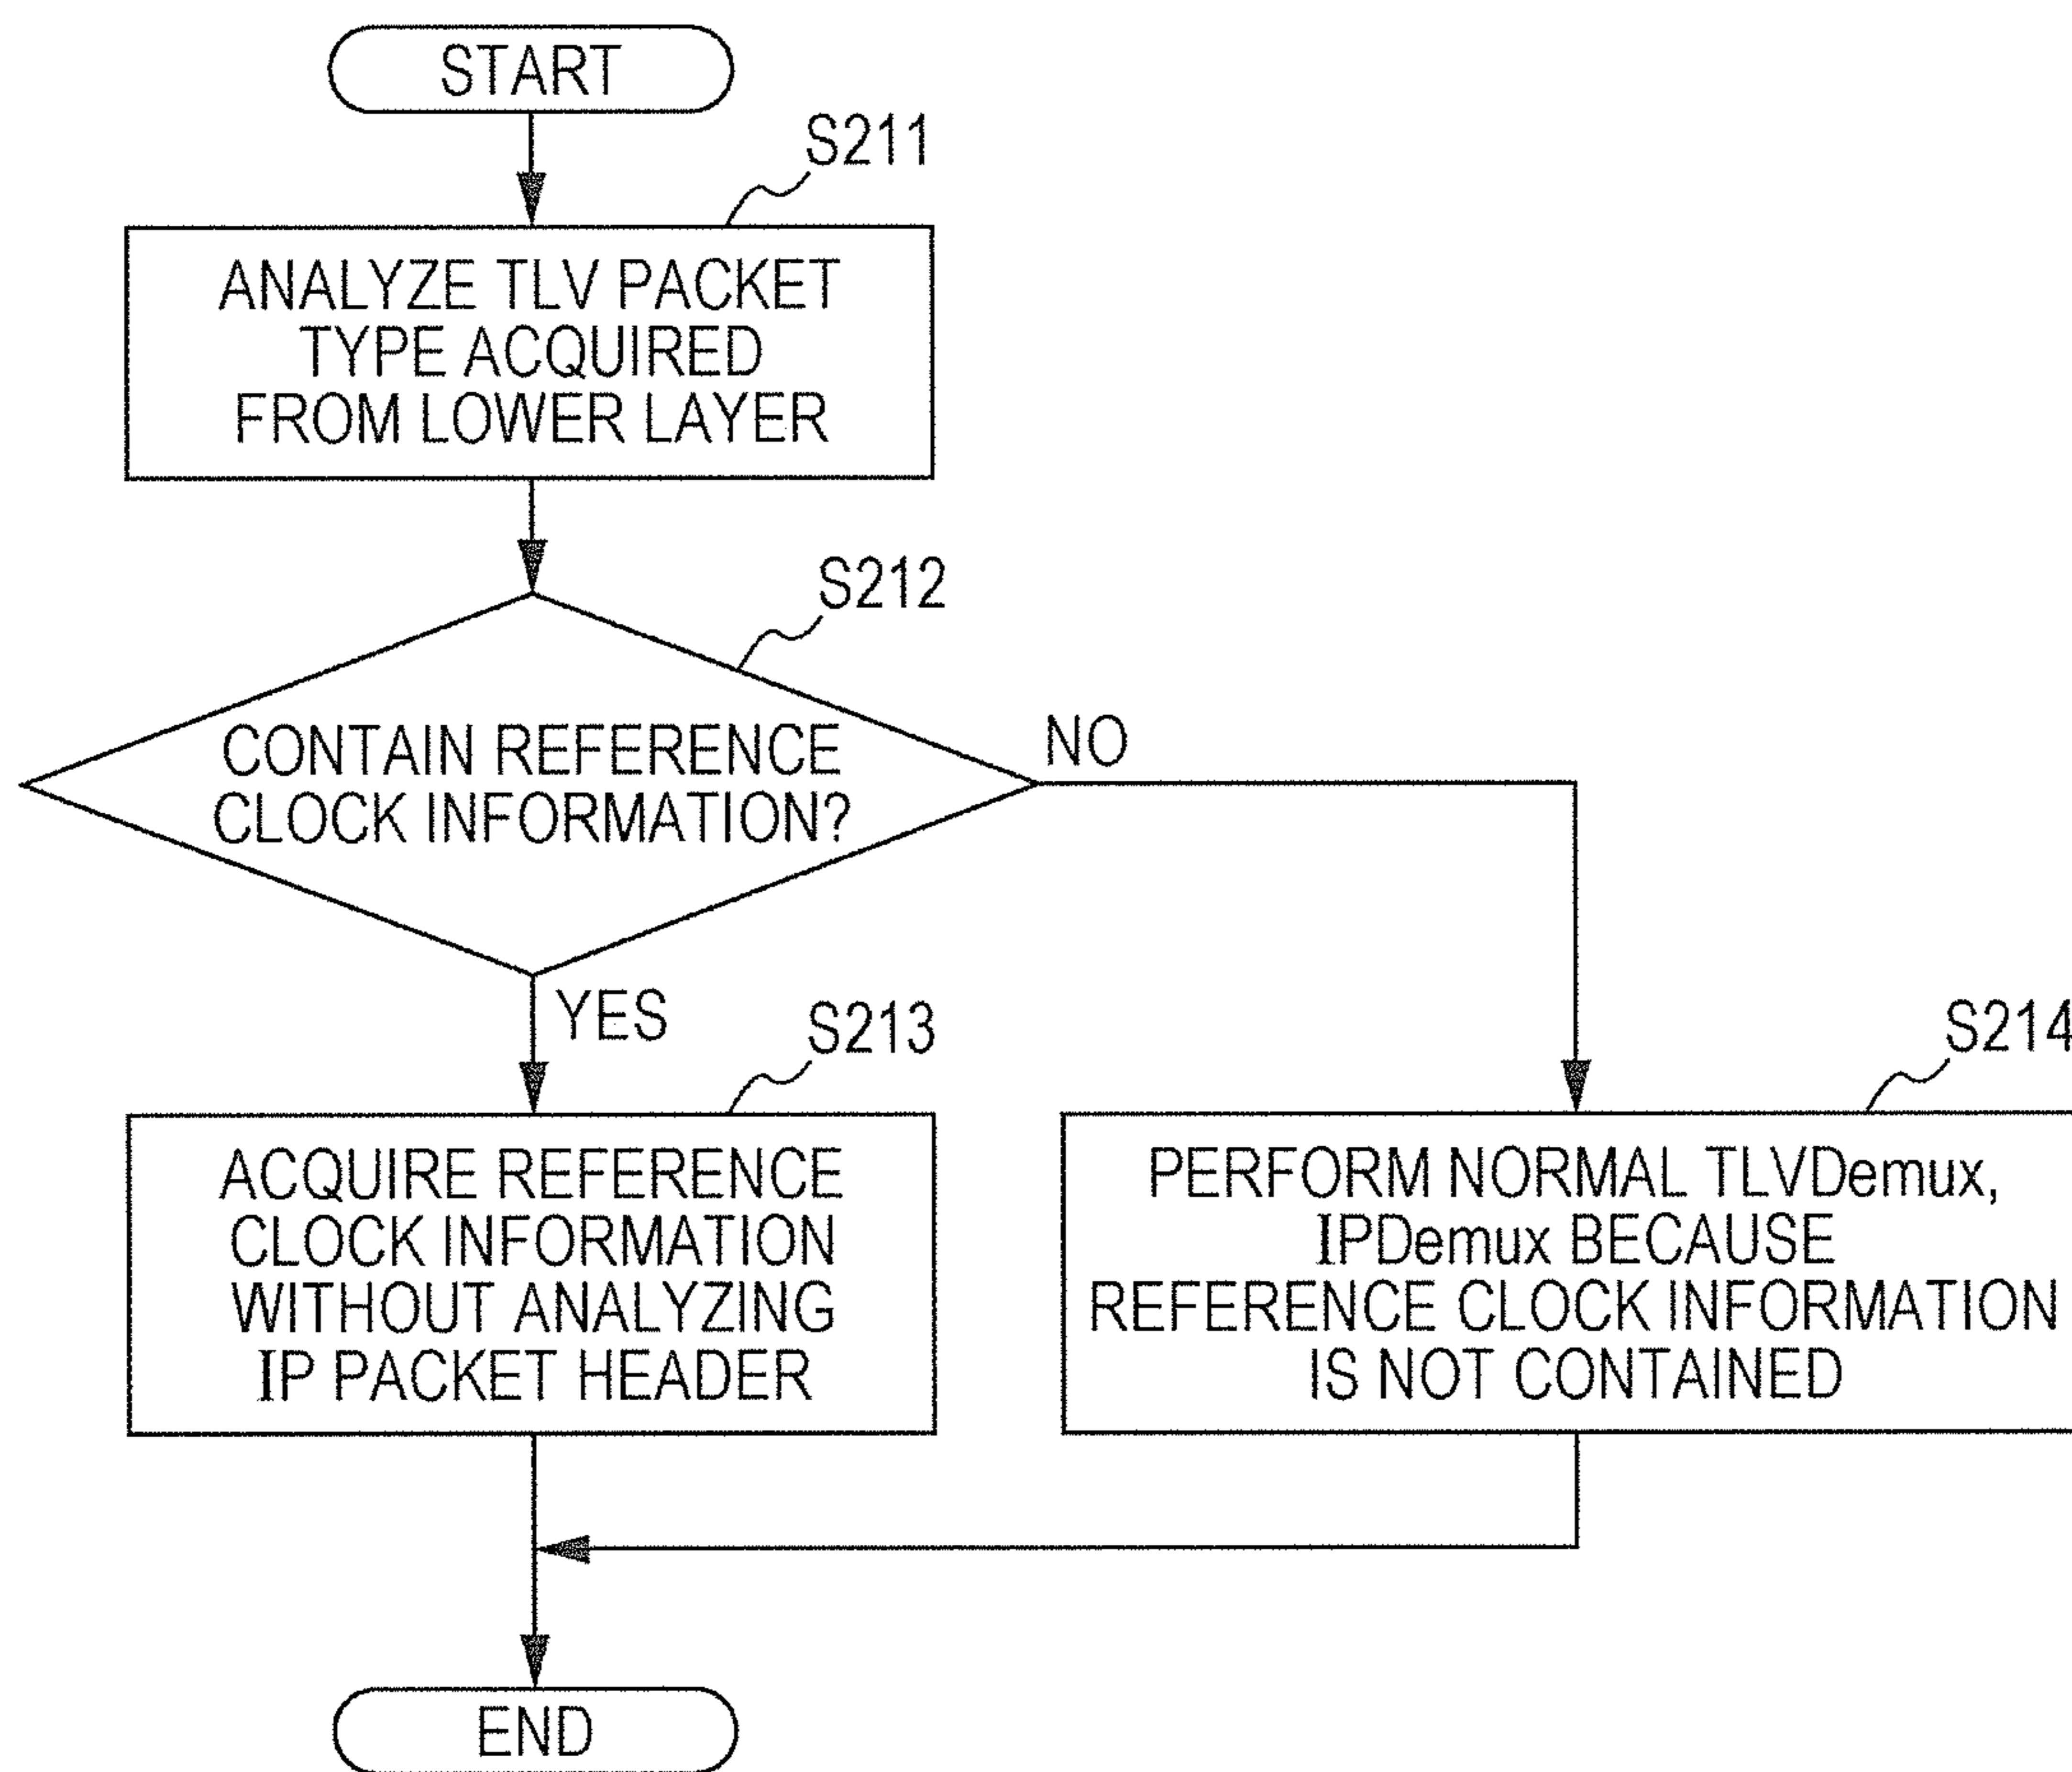 START
S211
ANALYZE TLV PACKET
TYPE ACQUIRED
FROM LOWER LAYER
S212
CONTAIN REFERENCE
CLOCK INFORMATION?
NO
YES
S213
ACQUIRE REFERENCE
CLOCK INFORMATION
WITHOUT ANALYZING
IP PACKET HEADER
S214
PERFORM NORMAL TLVDemux,
IPDemux BECAUSE
REFERENCE CLOCK INFORMATION
IS NOT CONTAINED
END